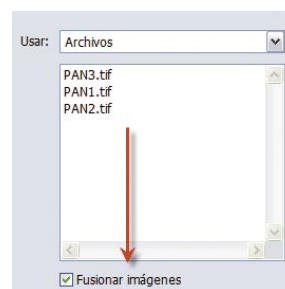 Usar: Archivos
PAN3.tif
PAN1.tif
PAN2.tif
Fusionar imágenes